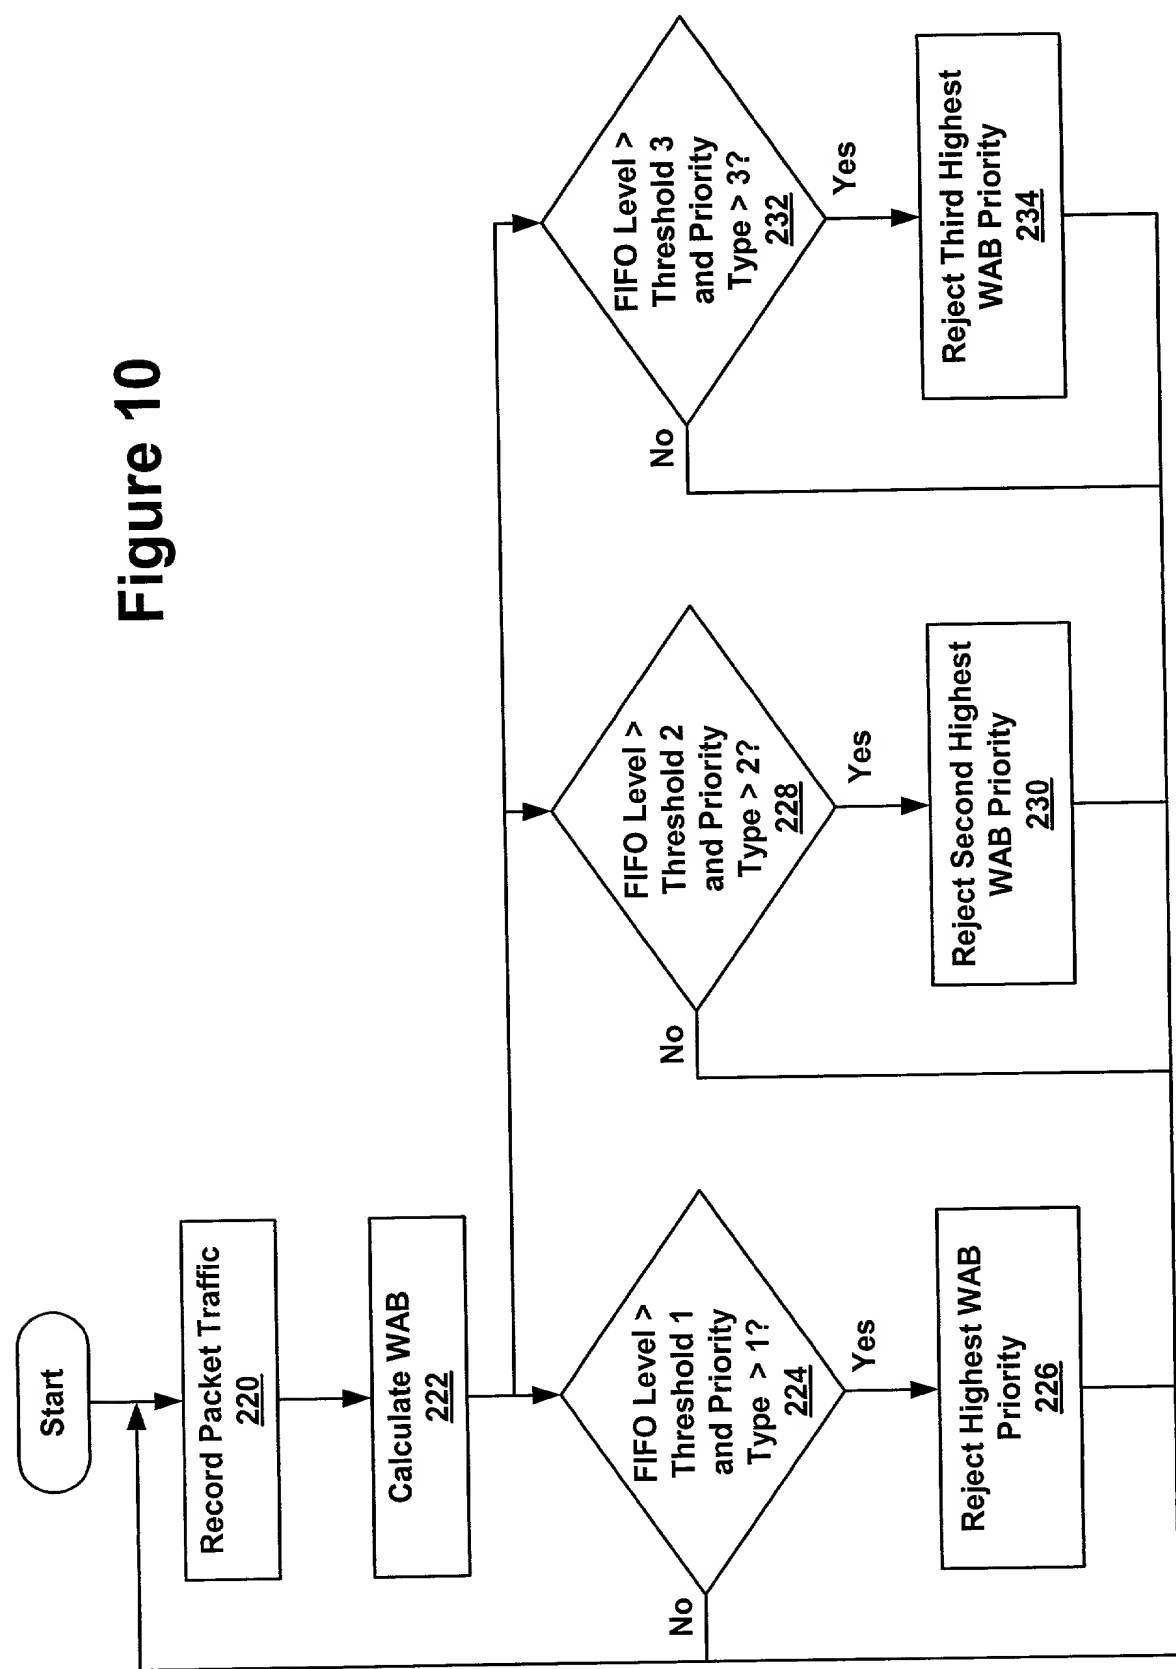 Figure 10
Start
Record Packet Traffic
220
Calculate WAB
222
FIFO Level >
Threshold 1
and Priority
Type > 1?
224
No
Yes
Reject Highest WAB
Priority
226
FIFO Level >
Threshold 2
and Priority
Type > 2?
228
No
Yes
Reject Second Highest
WAB Priority
230
FIFO Level >
Threshold 3
and Priority
Type > 3?
232
No
Yes
Reject Third Highest
WAB Priority
234